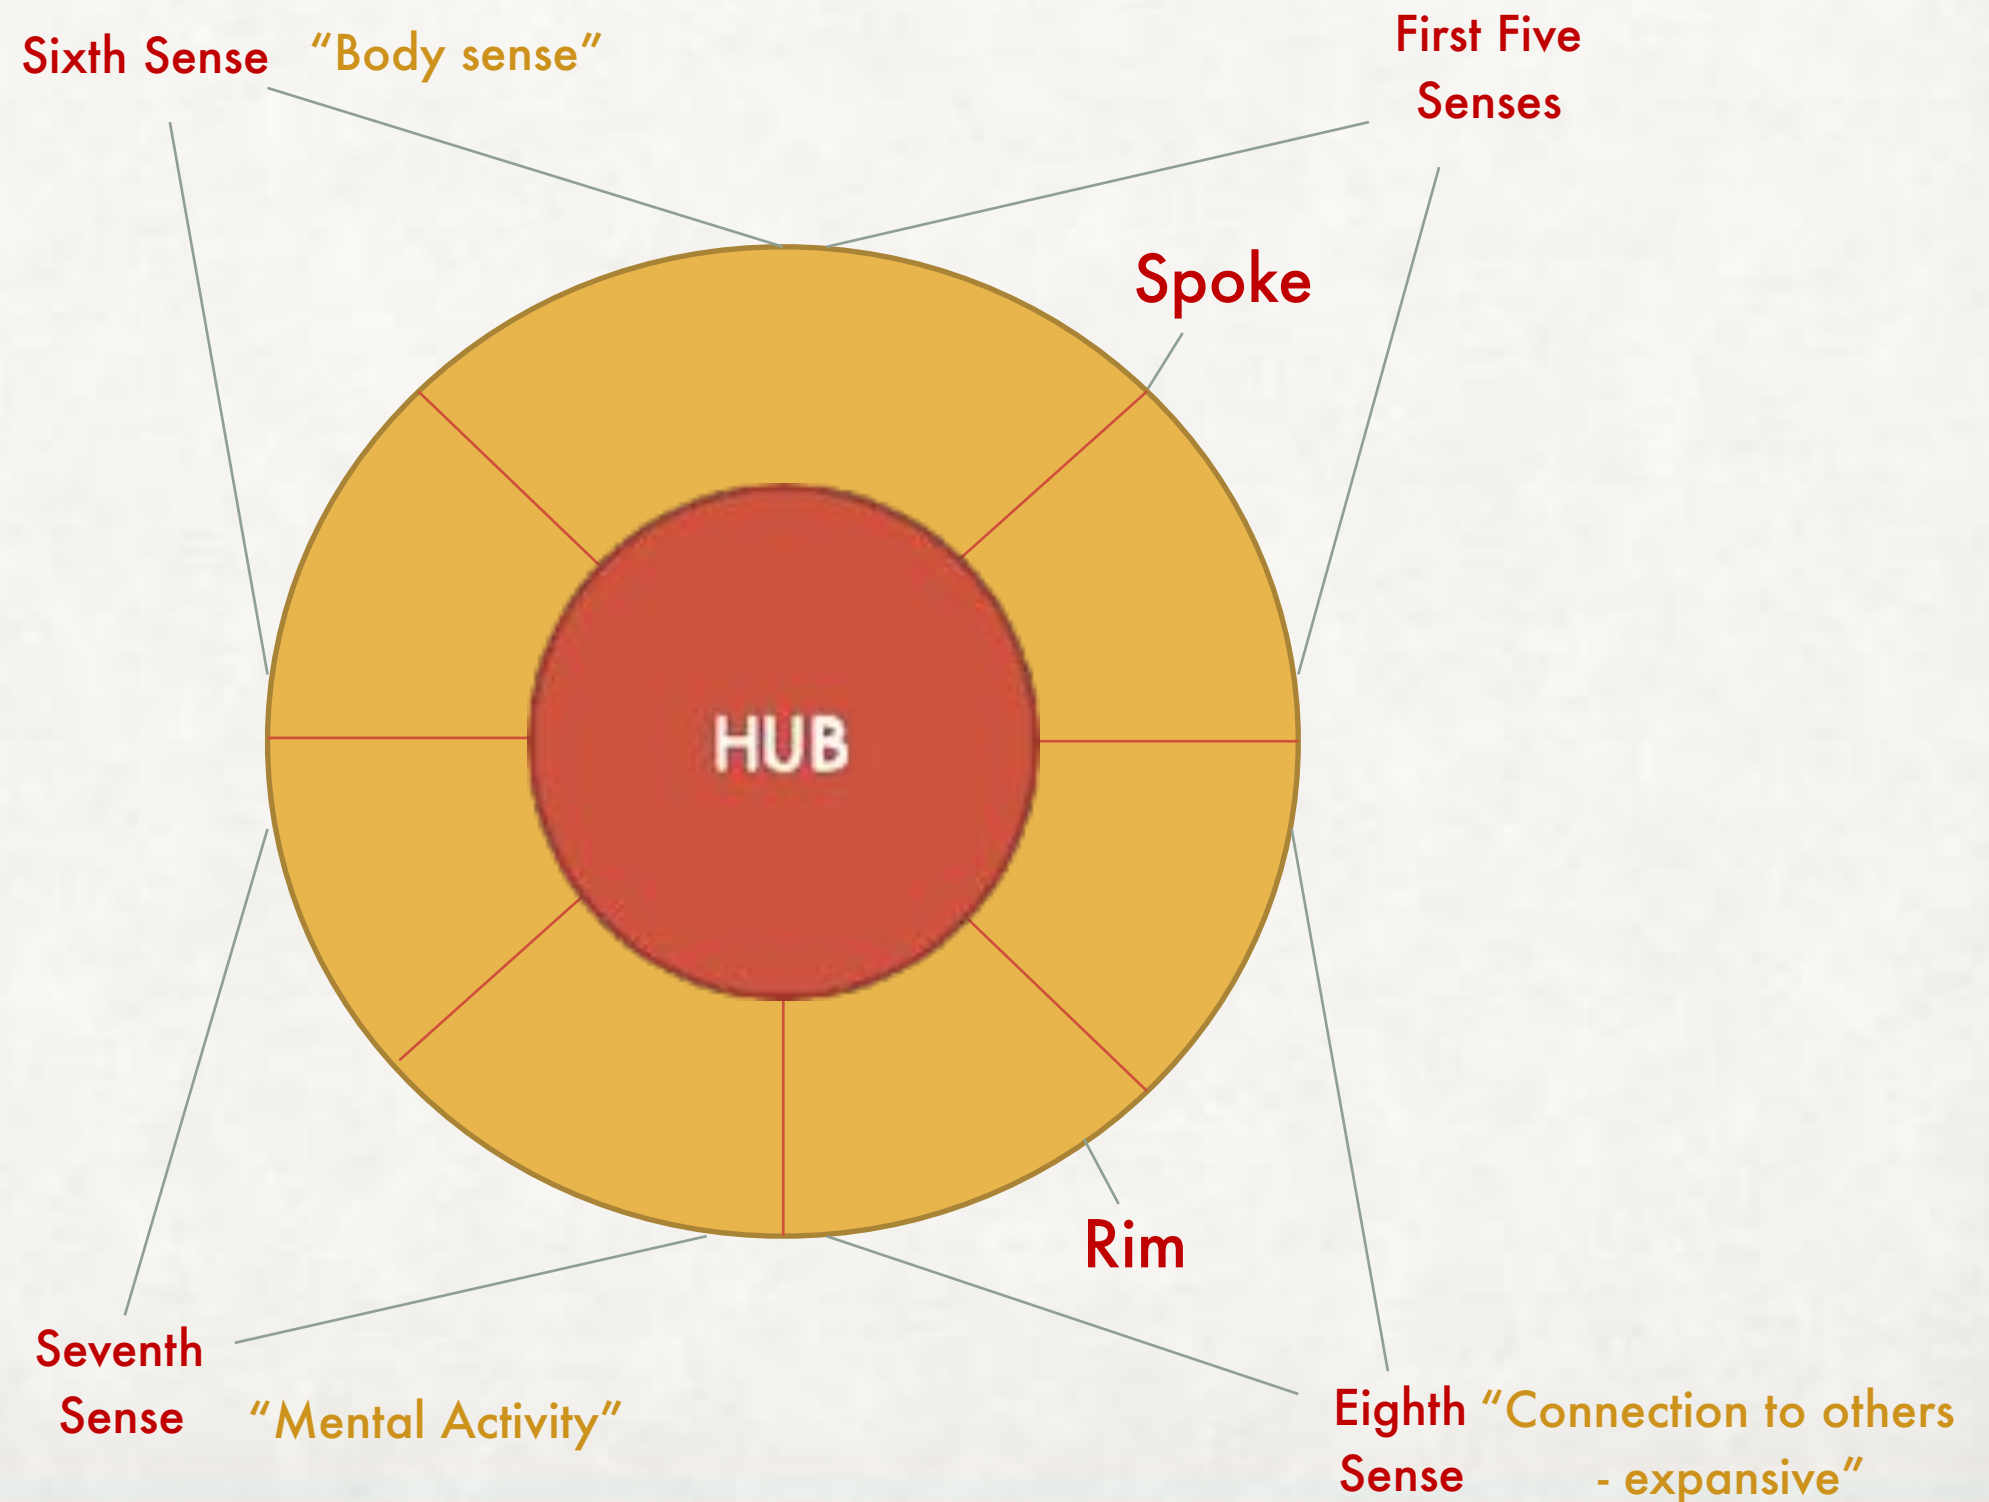 Sixth Sense “Body sense”
First Five
Senses
Spoke
HUB
Rim
Seventh
Sense
“Mental Activity”
Eighth “Connection to others
Sense - expansive”